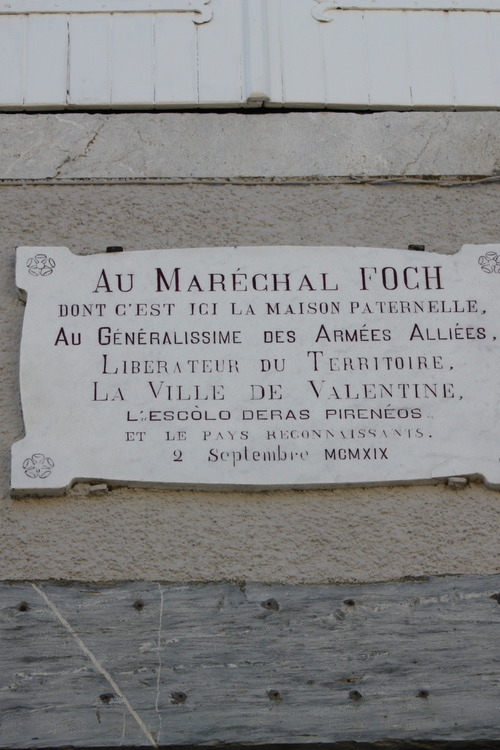 AU MARÉCHAL FOCH
DONT C'EST ICI LA MAISON PATERNELLE,
AU GÉNÉRALISSIME DES ARMÉES ALLIÉES,
LIBERATEUR DU TERRITOIRE,
LA VILLE DE VALENTINE,
L'ESCÒLO DERAS PIRENÉOS
ET LE PAYS RECONNAISSANTS.
2 Septembre MCMXIX